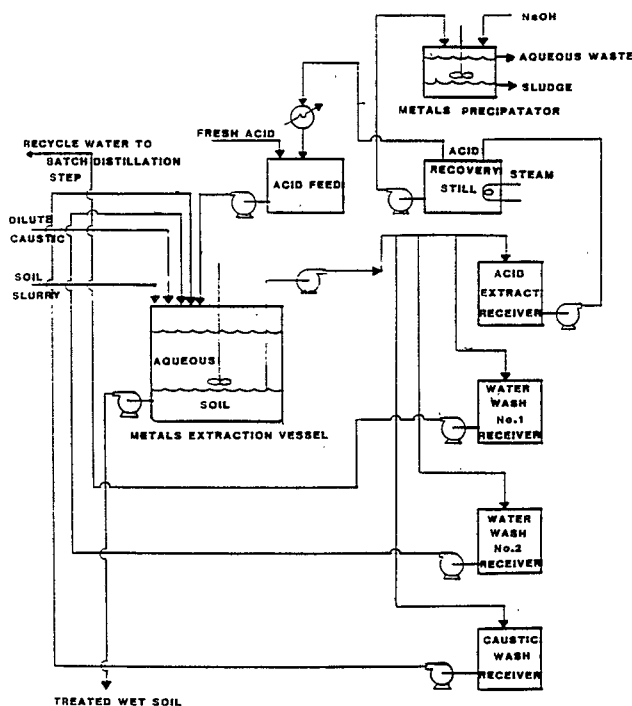 NaOH
AQUEOUS WASTE
SLUDGE
METALS PRECIPATATOR
FRESH ACID
RECYCLE WATER TO
BATCH DISTILLATION
STEP
ACID FEED
ACID
RECOVERY
STILL
STEAM
DILUTE
CAUSTIC
SOIL
SLURRY
ACID
EXTRACT
RECEIVER
AQUEOUS
SOIL
METALS EXTRACTION VESSEL
WATER
WASH
No.1
RECEIVER
WATER
WASH
No.2
RECEIVER
CAUSTIC
WASH
RECEIVER
TREATED WET SOIL